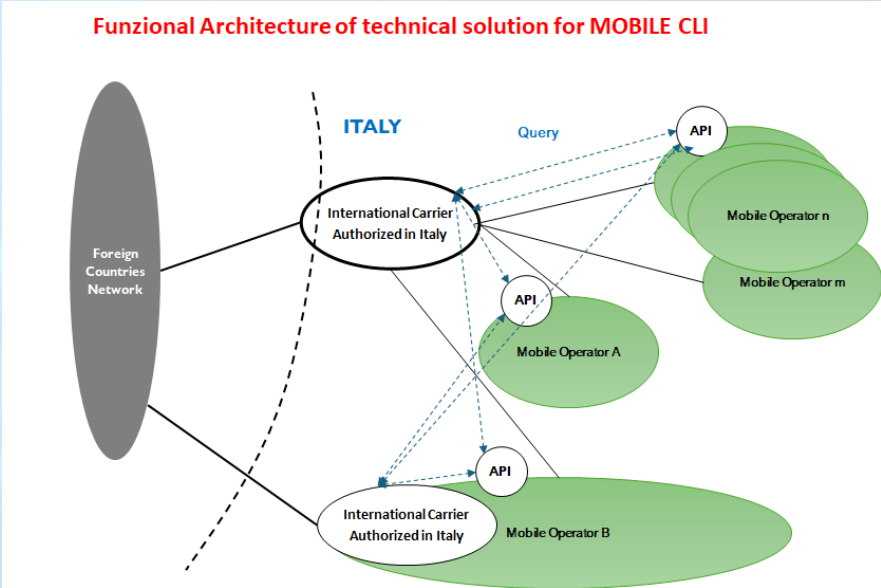 Funzional Architecture of technical solution for MOBILE CLI
ITALY
Query
API
International Carrier
Authorized in Italy
Mobile Operator n
Foreign
Countries
Network
Mobile Operator m
API
Mobile Operator A
API
International Carrier
Authorized in Italy
Mobile Operator B